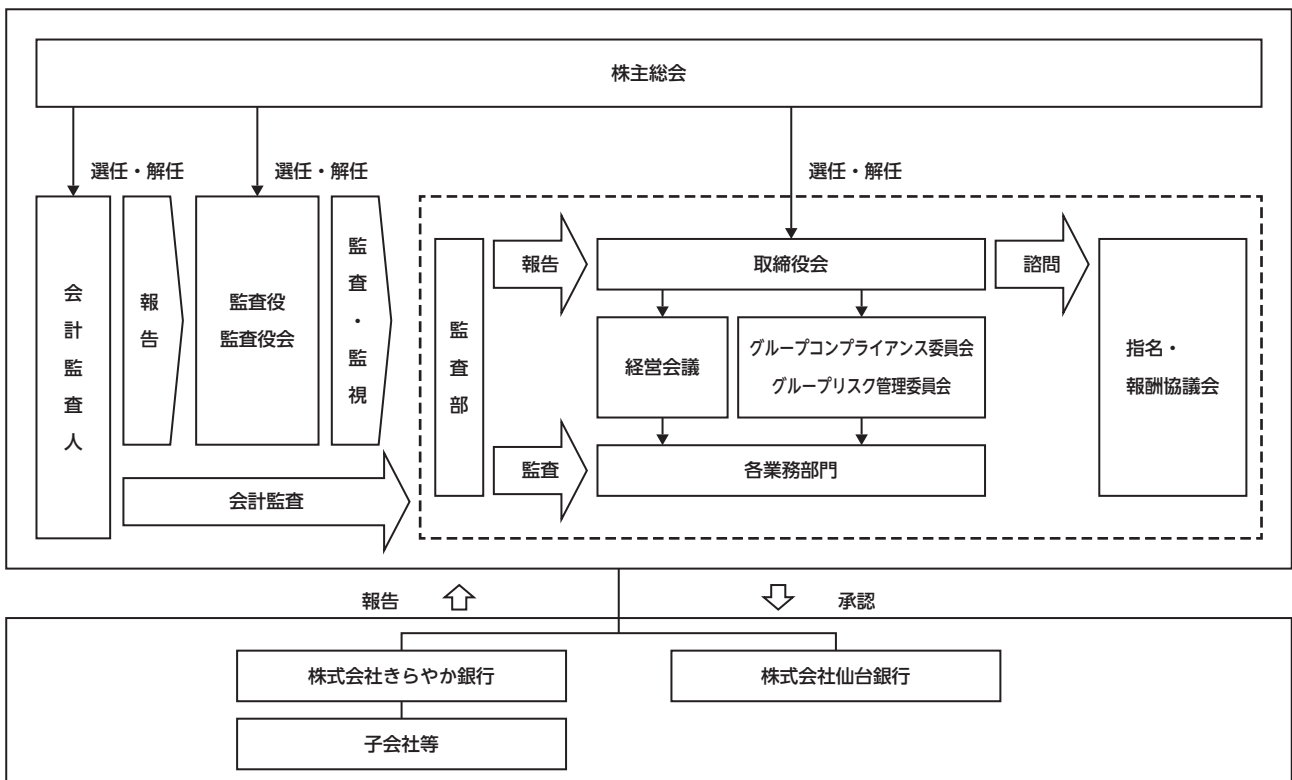 株主総会
選任・解任
選任・解任
選任・解任
会計監査人
報告
監査役
監査役会
監査・監視
監査部
報告
取締役会
諮問
経営会議
グループコンプライアンス委員会
グループリスク管理委員会
指名・
報酬協議会
監査
各業務部門
会計監査
報告
承認
株式会社きらやか銀行
株式会社仙台銀行
子会社等